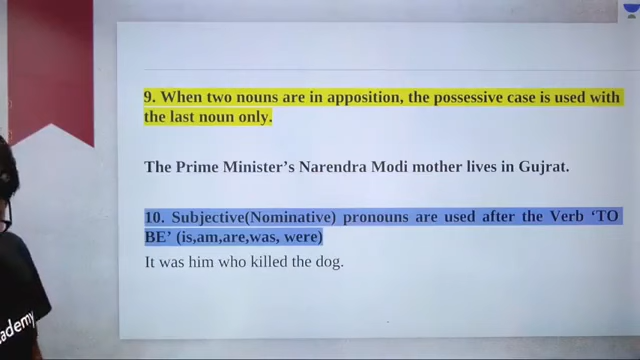 9. When two nouns are in apposition, the possessive case is used with
the last noun only.
The Prime Minister's Narendra Modi mother lives in Gujrat.
10. Subjective(Nominative) pronouns are used after the Verb ‘TO
BE’ (is,am,are,was, were)
It was him who killed the dog.
ademy